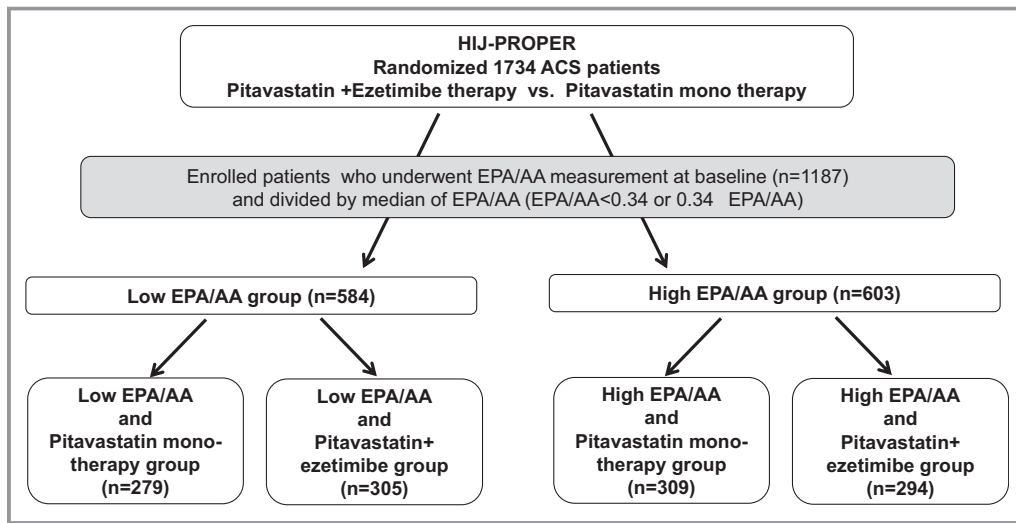 HIJ-PROPER
Randomized 1734 ACS patients
Pitavastatin +Ezetimibe therapy vs. Pitavastatin mono therapy
Enrolled patients who underwent EPA/AA measurement at baseline (n=1187)
and divided by median of EPA/AA (EPA/AA<0.34 or 0.34 EPA/AA)
Low EPA/AA group (n=584)
High EPA/AA group (n=603)
Low EPA/AA
and
Pitavastatin mono-
therapy group
(n=279)
Low EPA/AA
and
Pitavastatin+
ezetimibe group
(n=305)
High EPA/AA
and
Pitavastatin mono-
therapy group
(n=309)
High EPA/AA
and
Pitavastatin+
ezetimibe group
(n=294)